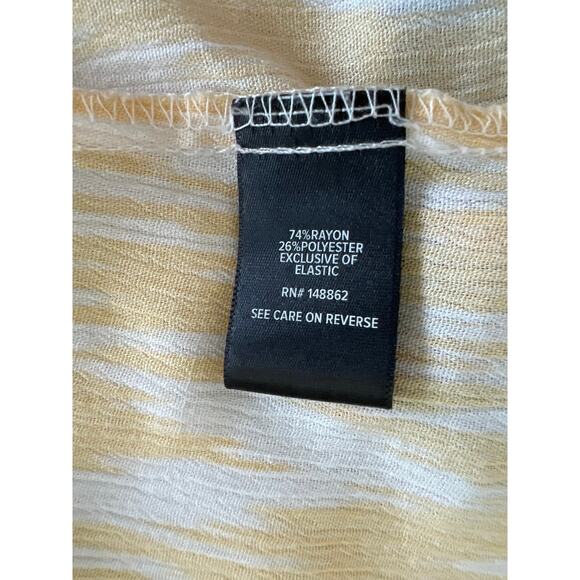 74%RAYON
26%POLYESTER
EXCLUSIVE OF
ELASTIC
RN# 148862
SEE CARE ON REVERSE